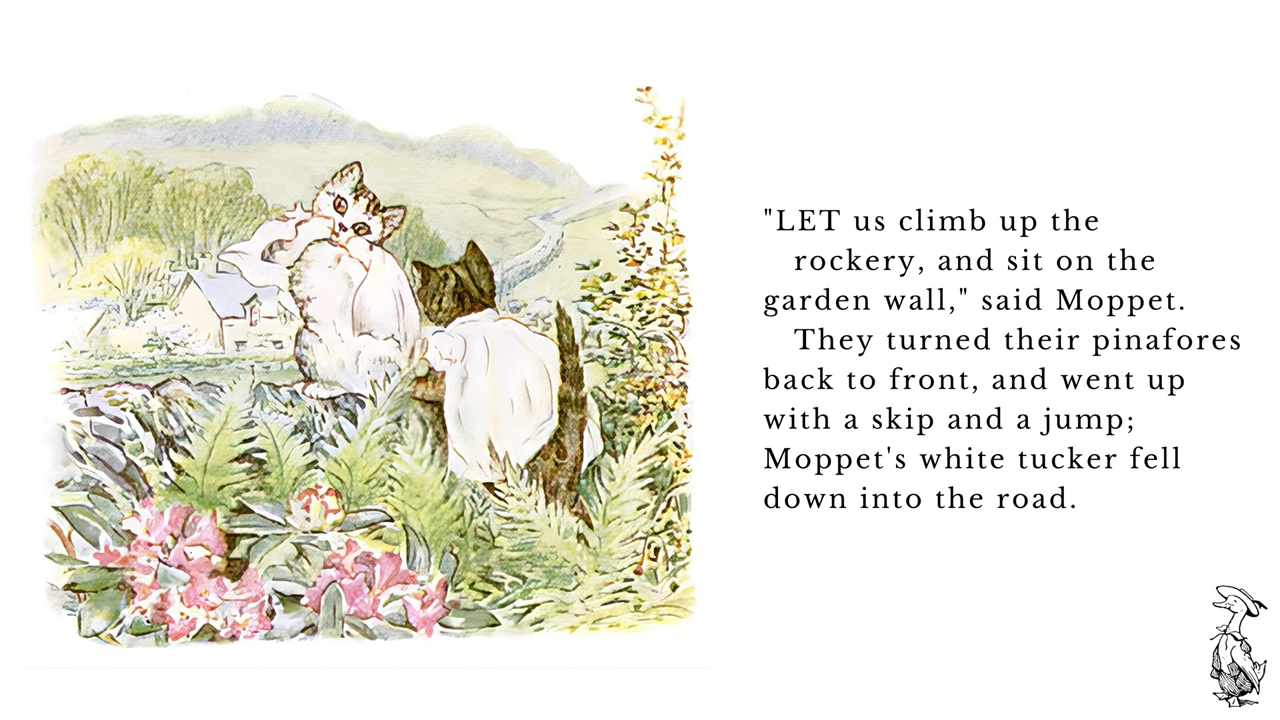 "LET us climb up the
rockery, and sit on the
garden wall," said Moppet.
They turned their pinafores
back to front, and went up
with a skip and a jump;
Moppet's white tucker fell
down into the road.